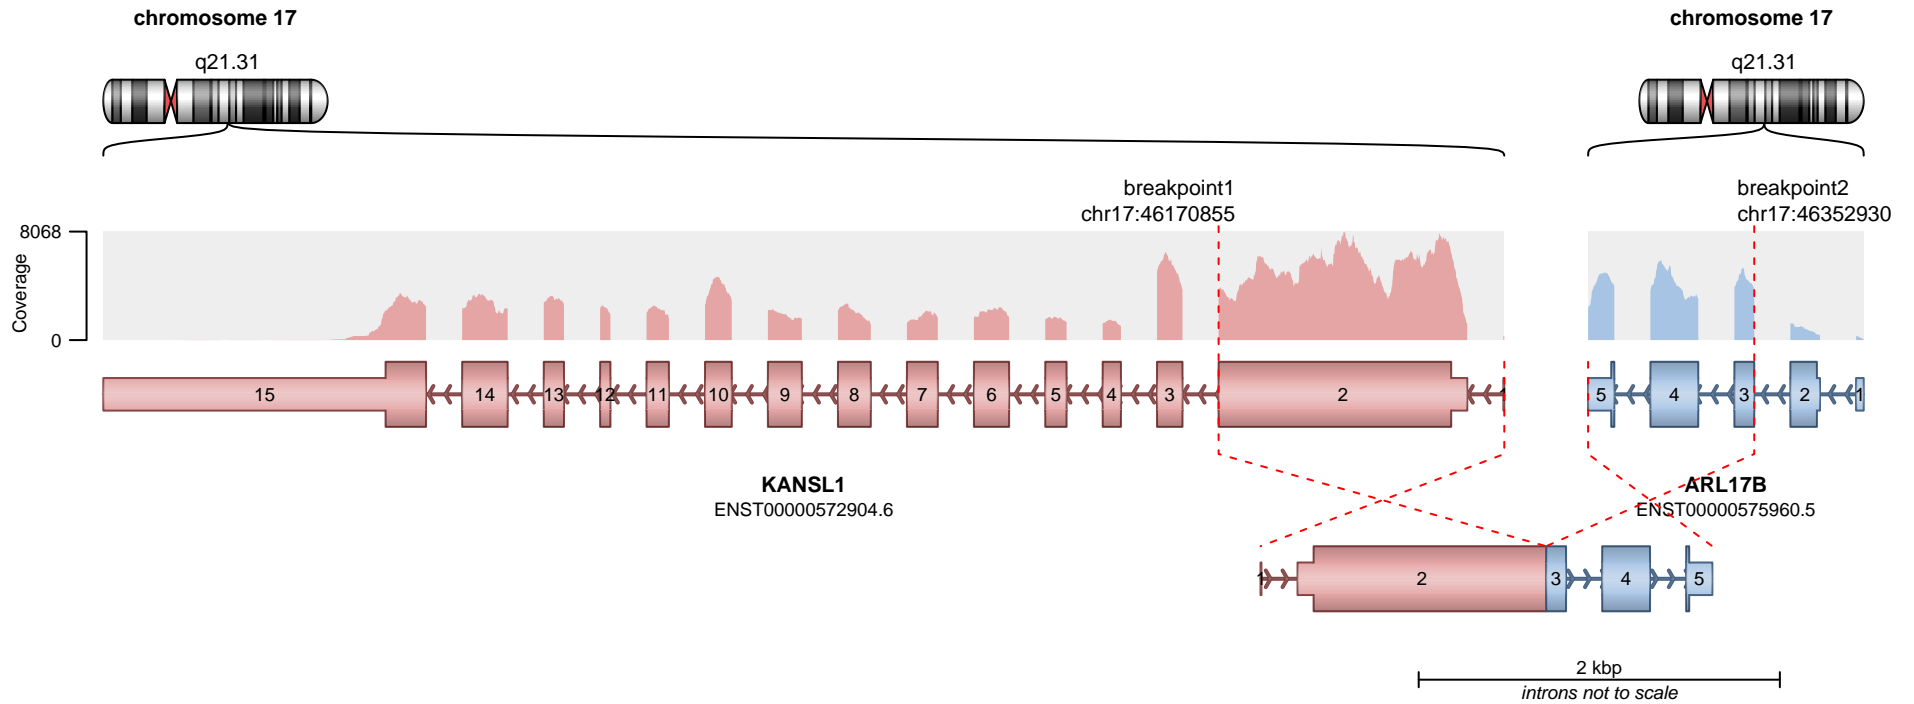 chromosome 17
chromosome 17
q21.31
q21.31
breakpoint1
chr17:46170855
breakpoint2
chr17:46352930
8068
Coverage
0
15 14 13 12 11 10 9 8 7 6 5 4 3 2 1
5 4 3 2 1
KANSL1
ENST00000572904.6
ARL17B
ENST00000575960.5
1 2 3 4 5
2 kbp
introns not to scale